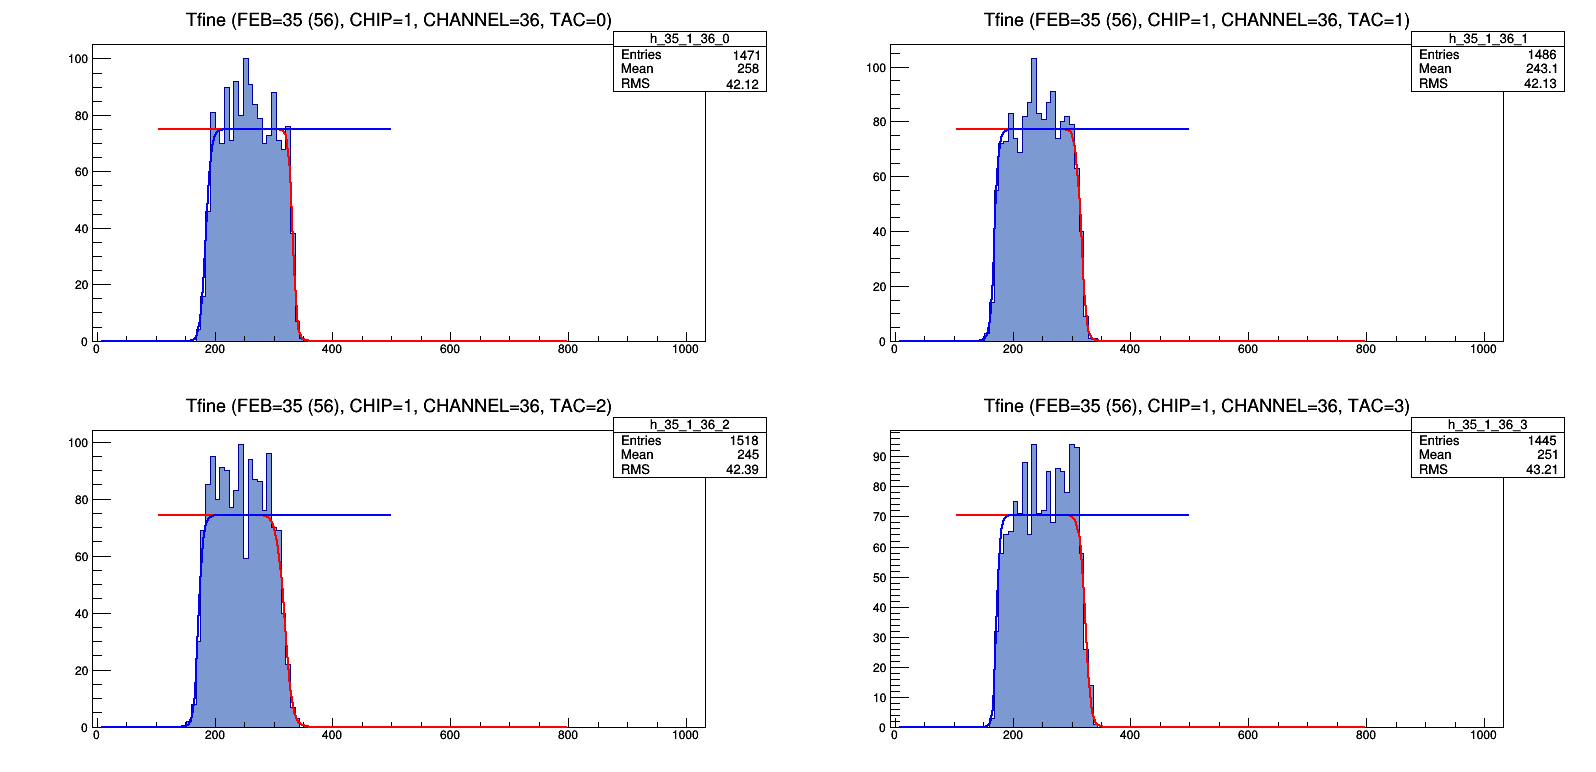 Tfine (FEB=35 (56), CHIP=1, CHANNEL=36, TAC=0)
h_35_1_36_0
Entries 1471
Mean 258
RMS 42.12
100
80
60
40
20
0
0 200 400 600 800 1000
Tfine (FEB=35 (56), CHIP=1, CHANNEL=36, TAC=1)
h_35_1_36_1
Entries 1486
Mean 243.1
RMS 42.13
100
80
60
40
20
0
0 200 400 600 800 1000
Tfine (FEB=35 (56), CHIP=1, CHANNEL=36, TAC=2)
h_35_1_36_2
Entries 1518
Mean 245
RMS 42.39
100
80
60
40
20
0
0 200 400 600 800 1000
Tfine (FEB=35 (56), CHIP=1, CHANNEL=36, TAC=3)
h_35_1_36_3
Entries 1445
Mean 251
RMS 43.21
90
80
70
60
50
40
30
20
10
0
0 200 400 600 800 1000